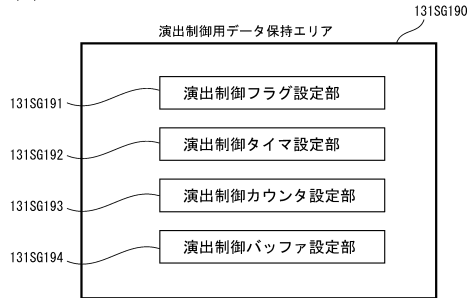 131SG190
演出制御用データ保持エリア
131SG191
演出制御フラグ設定部
131SG192
演出制御タイマ設定部
131SG193
演出制御カウンタ設定部
131SG194
演出制御バッファ設定部